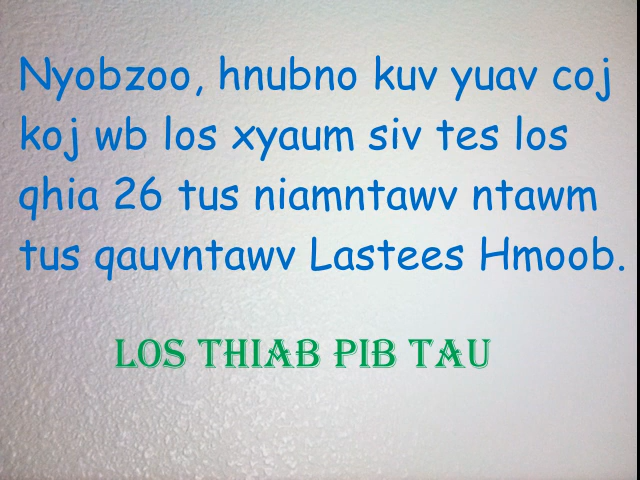 Nyobzoo, hnubno kuv yuav coj
koj wb los xyaum siv tes los
qhia 26 tus niamntawv ntawm
tus qauvntawv Lastees Hmoob.
LOS THIAB PIB TAU